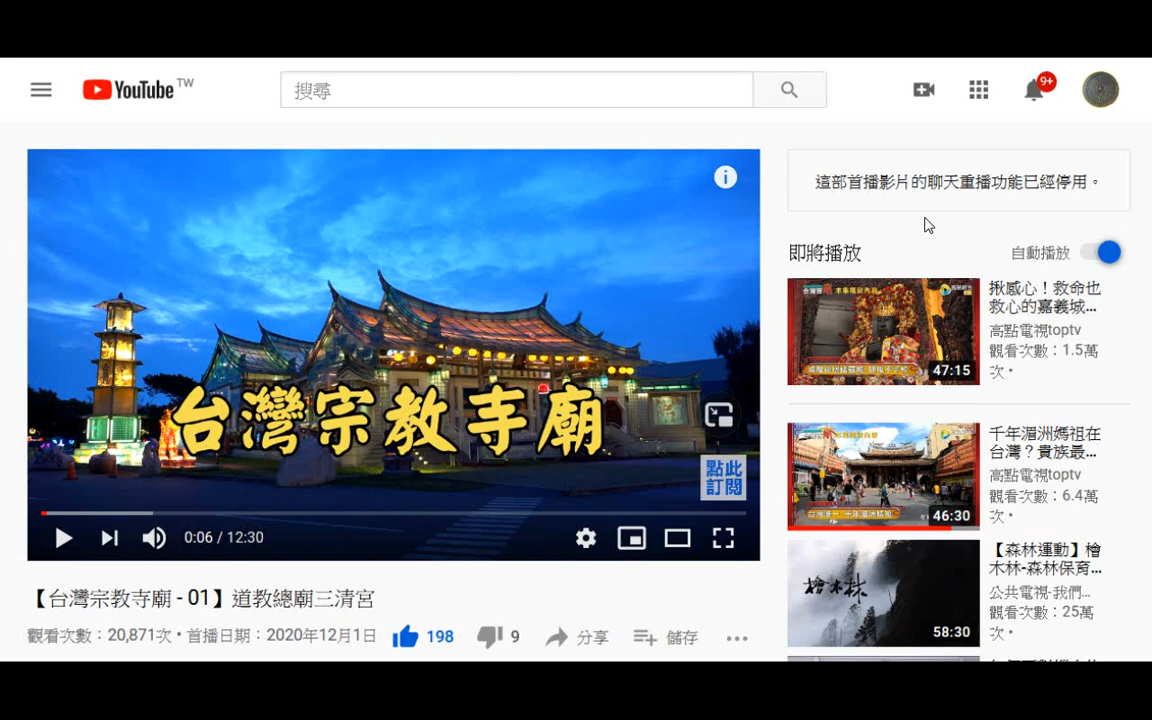 YouTube TW
搜尋
9+
台灣宗教寺廟
點此
訂閱
0:06 / 12:30
【台灣宗教寺廟 - 01】道教總廟三清宮
觀看次數：20,871次 • 首播日期：2020年12月1日
198
9
分享
儲存
這部首播影片的聊天重播功能已經停用。
即將播放
自動播放
47:15
揪感心！救命也
救心的嘉義城...
高點電視toptv
觀看次數：1.5萬
次 •
46:30
千年湄洲媽祖在
台灣？貴族最...
高點電視toptv
觀看次數：6.4萬
次 •
檜木林
58:30
【森林運動】檜
木林-森林保育...
公共電視-我們...
觀看次數：25萬
次 •